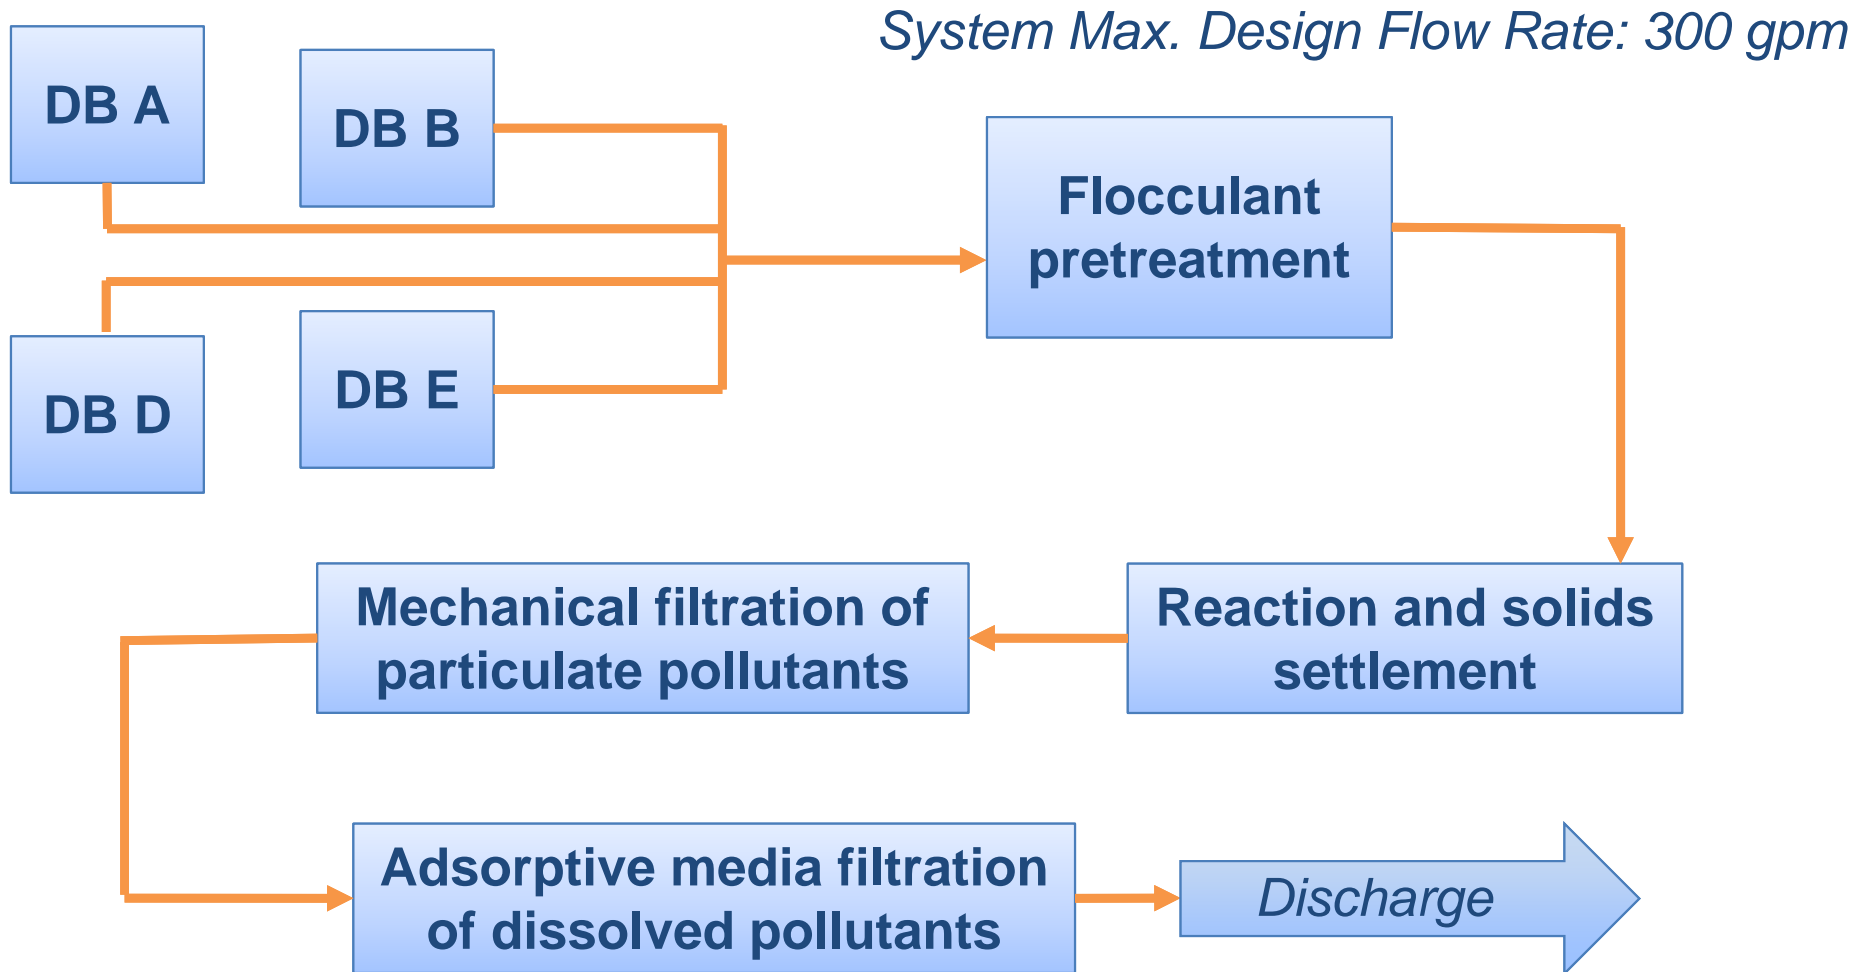 System Max. Design Flow Rate: 300 gpm
DB A
DB B
DB D
DB E
Flocculant
pretreatment
Reaction and solids
settlement
Mechanical filtration of
particulate pollutants
Adsorptive media filtration
of dissolved pollutants
Discharge